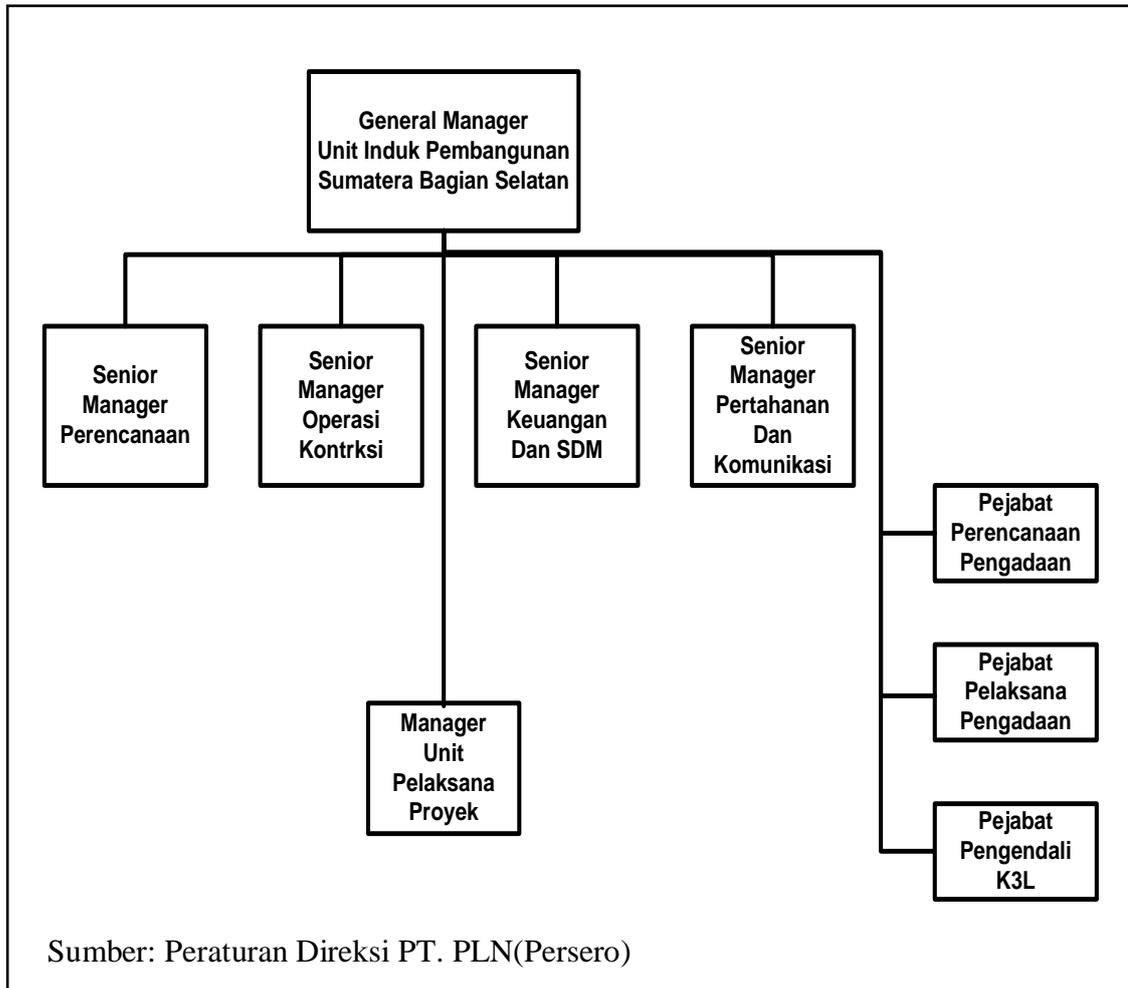 General Manager
Unit Induk Pembangunan
Sumatera Bagian Selatan
Senior
Manager
Perencanaan
Senior
Manager
Operasi
Kontrksi
Senior
Manager
Keuangan
Dan SDM
Senior
Manager
Pertahanan
Dan
Komunikasi
Pejabat
Perencanaan
Pengadaan
Pejabat
Pelaksana
Pengadaan
Manager
Unit
Pelaksana
Proyek
Pejabat
Pengendali
K3L
Sumber: Peraturan Direksi PT. PLN(Persero)